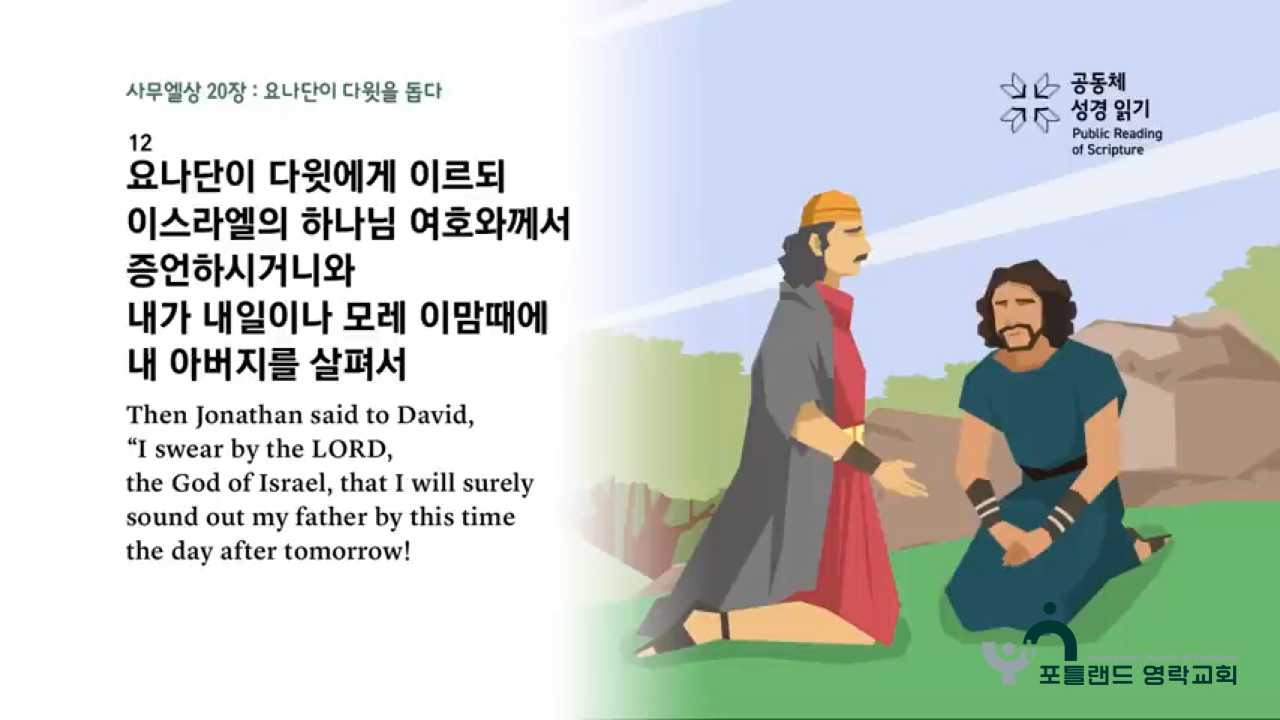 사무엘상 20장 : 요나단이 다윗을 돕다
12
요나단이 다윗에게 이르되
이스라엘의 하나님 여호와께서
증언하시거니와
내가 내일이나 모레 이맘때에
내 아버지를 살펴서
Then Jonathan said to David,
“I swear by the LORD,
the God of Israel, that I will surely
sound out my father by this time
the day after tomorrow!
공동체
성경 읽기
Public Reading
of Scripture
포틀랜드 영락교회